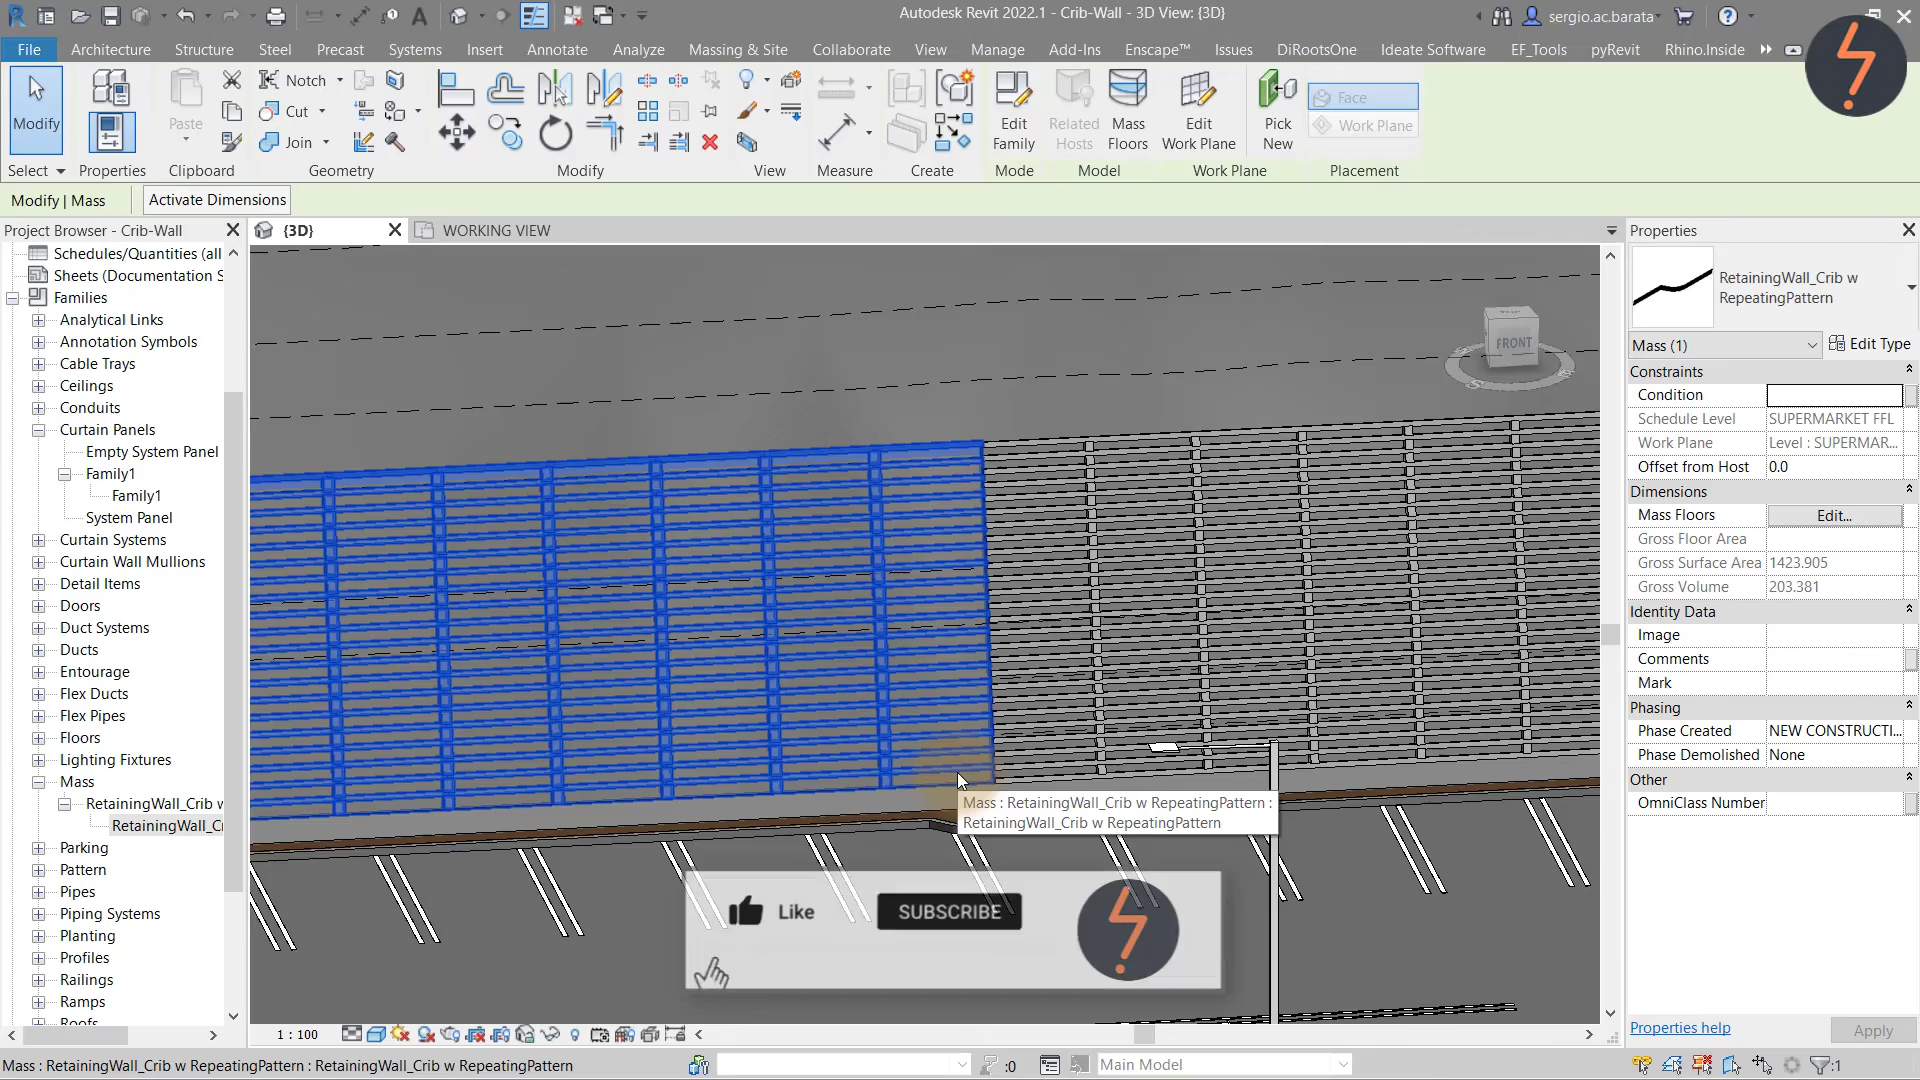 Autodesk Revit 2022.1 - Crib-Wall - 3D View: {3D}
sergio.ac.barata
File Architecture Structure Steel Precast Systems Insert Annotate Analyze Massing & Site Collaborate View Manage Add-Ins Enscape™ Issues DiRootsOne Ideate Software EF_Tools pyRevit Rhino.Inside
Modify
Paste
Notch
Cut
Join
Edit
Family
Related
Hosts
Mass
Floors
Edit
Work Plane
Pick
New
Face
Work Plane
Select Properties Clipboard Geometry Modify View Measure Create Mode Model Work Plane Placement
Modify | Mass Activate Dimensions
Project Browser - Crib-Wall
{3D} WORKING VIEW
Schedules/Quantities (all
Sheets (Documentation S
Families
Analytical Links
Annotation Symbols
Cable Trays
Ceilings
Conduits
Curtain Panels
Empty System Panel
Family1
Family1
System Panel
Curtain Systems
Curtain Wall Mullions
Detail Items
Doors
Duct Systems
Ducts
Entourage
Flex Ducts
Flex Pipes
Floors
Lighting Fixtures
Mass
RetainingWall_Crib w
RetainingWall_Cr
Parking
Pattern
Pipes
Piping Systems
Planting
Profiles
Railings
Ramps
Roofs
FRONT
Mass : RetainingWall_Crib w RepeatingPattern :
RetainingWall_Crib w RepeatingPattern
Like SUBSCRIBE
Properties
RetainingWall_Crib w
RepeatingPattern
Mass (1) Edit Type
Constraints
Condition
Schedule Level SUPERMARKET FFL
Work Plane Level : SUPERMAR...
Offset from Host 0.0
Dimensions
Mass Floors Edit...
Gross Floor Area
Gross Surface Area 1423.905
Gross Volume 203.381
Identity Data
Image
Comments
Mark
Phasing
Phase Created NEW CONSTRUCTI...
Phase Demolished None
Other
OmniClass Number
Properties help Apply
1 : 100
Mass : RetainingWall_Crib w RepeatingPattern : RetainingWall_Crib w RepeatingPattern
:0
Main Model
:1